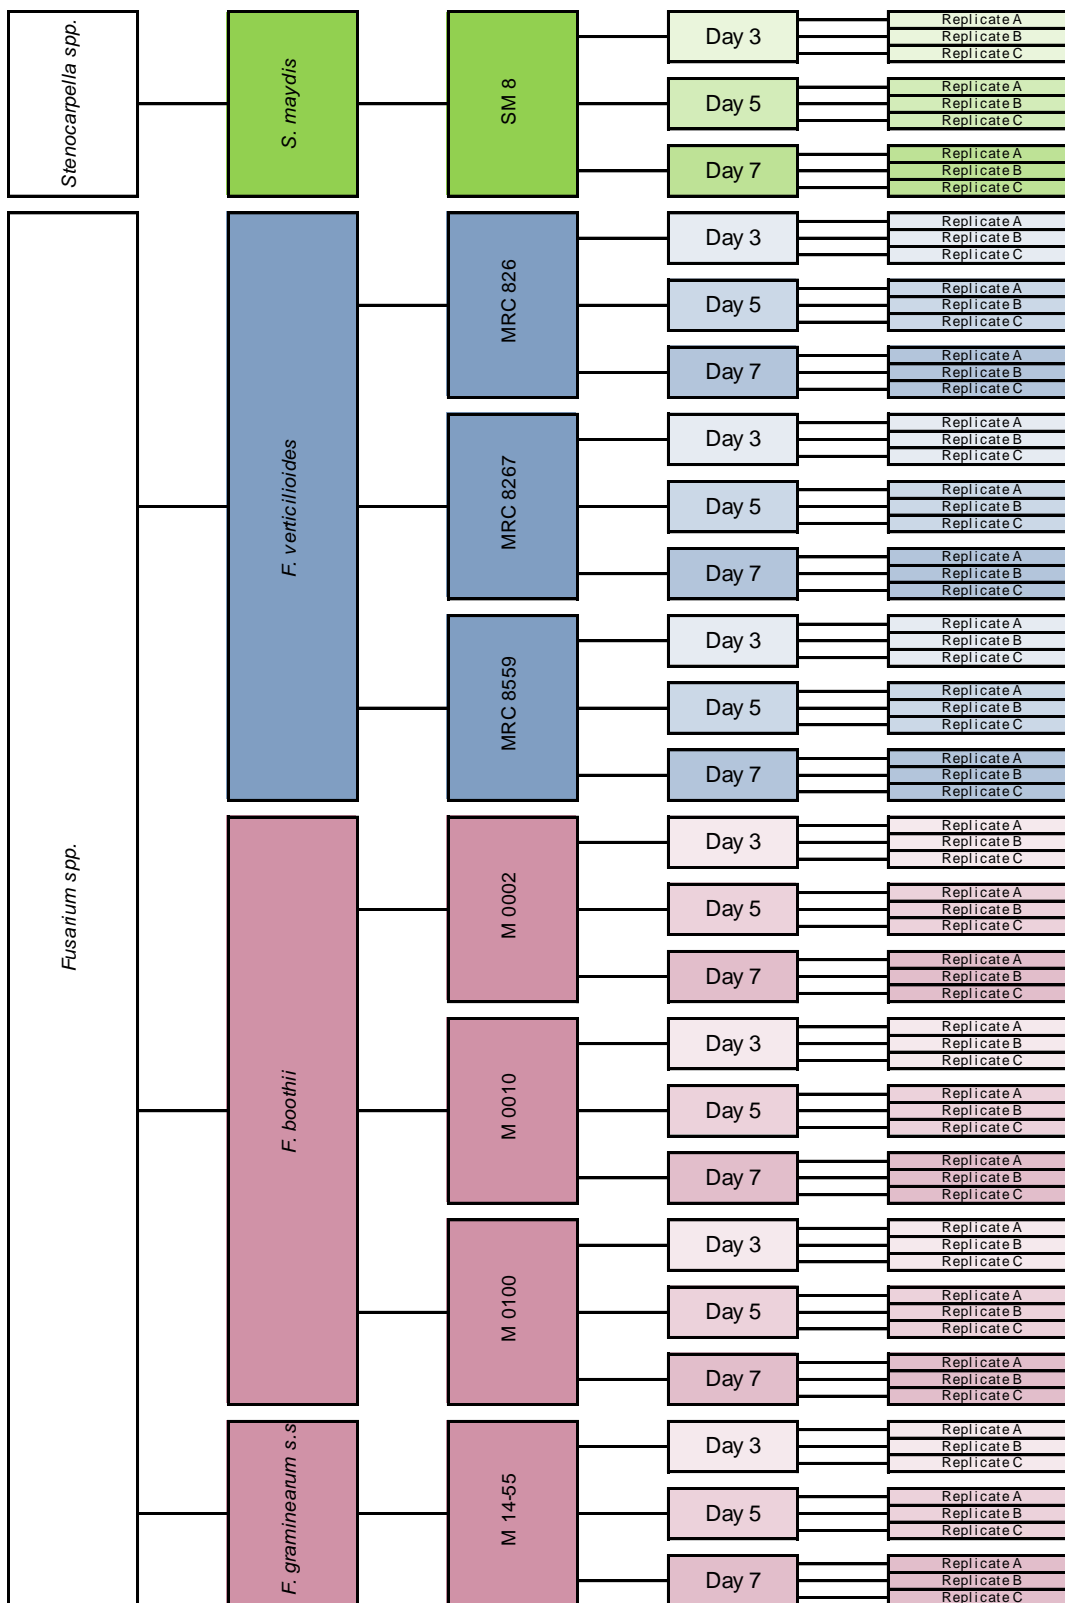 Stenocarpella spp.
S. maydis
SM 8
Day 3
Replicate A
Replicate B
Replicate C
Day 5
Replicate A
Replicate B
Replicate C
Day 7
Replicate A
Replicate B
Replicate C
Fusarium spp.
F. verticilioides
MRC 826
Day 3
Replicate A
Replicate B
Replicate C
Day 5
Replicate A
Replicate B
Replicate C
Day 7
Replicate A
Replicate B
Replicate C
MRC 8267
Day 3
Replicate A
Replicate B
Replicate C
Day 5
Replicate A
Replicate B
Replicate C
Day 7
Replicate A
Replicate B
Replicate C
MRC 8559
Day 3
Replicate A
Replicate B
Replicate C
Day 5
Replicate A
Replicate B
Replicate C
Day 7
Replicate A
Replicate B
Replicate C
F. boothii
M 0002
Day 3
Replicate A
Replicate B
Replicate C
Day 5
Replicate A
Replicate B
Replicate C
Day 7
Replicate A
Replicate B
Replicate C
M 0010
Day 3
Replicate A
Replicate B
Replicate C
Day 5
Replicate A
Replicate B
Replicate C
Day 7
Replicate A
Replicate B
Replicate C
M 0100
Day 3
Replicate A
Replicate B
Replicate C
Day 5
Replicate A
Replicate B
Replicate C
Day 7
Replicate A
Replicate B
Replicate C
F. graminearum s.s
M 14-55
Day 3
Replicate A
Replicate B
Replicate C
Day 5
Replicate A
Replicate B
Replicate C
Day 7
Replicate A
Replicate B
Replicate C